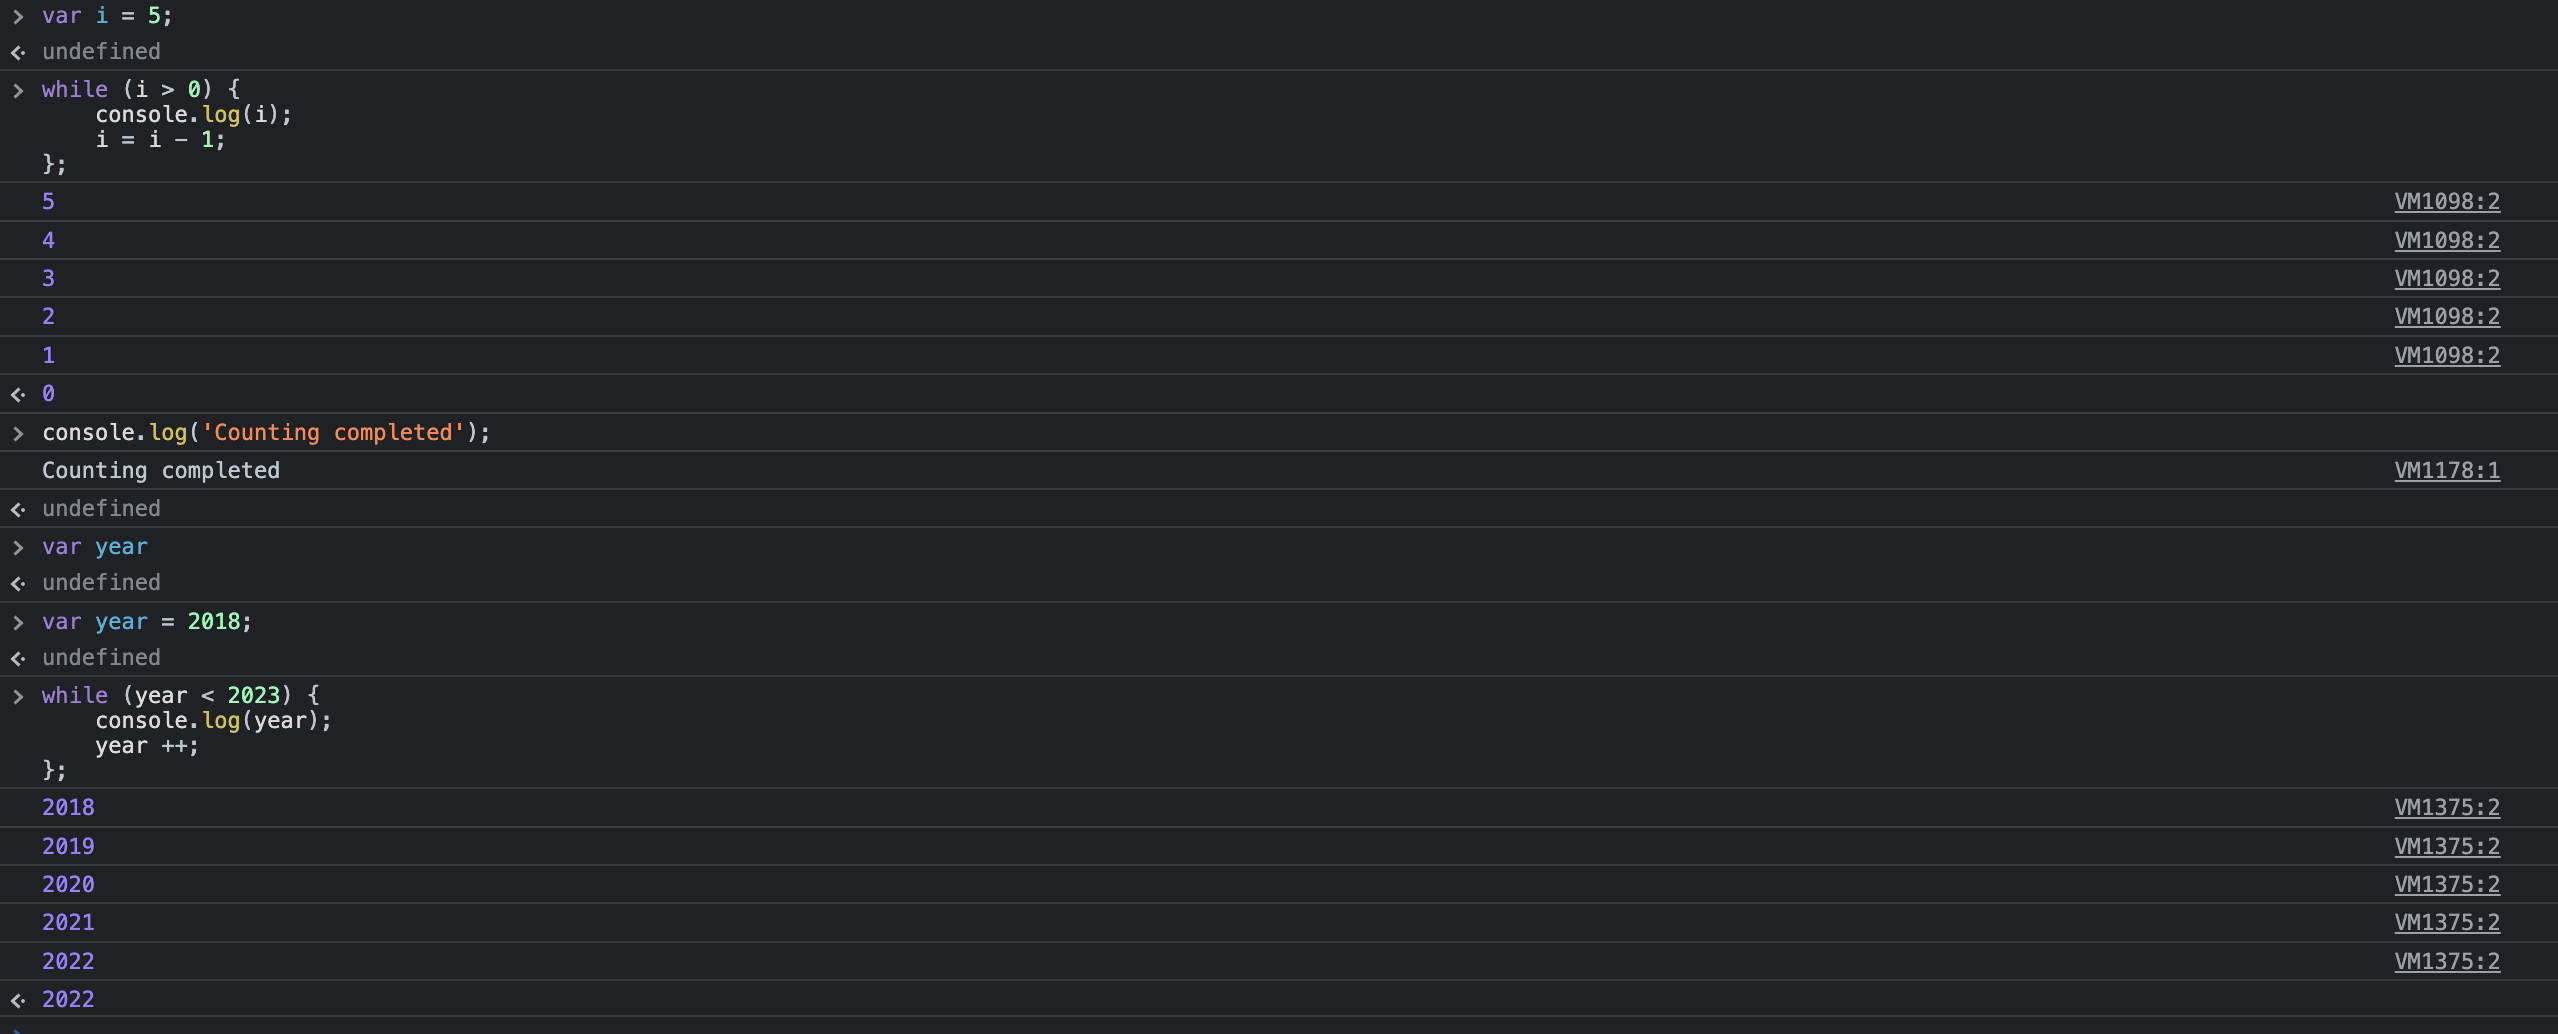 > var i = 5;
<· undefined
> while (i > 0) {
console.log(i);
i = i - 1;
};
5 VM1098:2
4 VM1098:2
3 VM1098:2
2 VM1098:2
1 VM1098:2
<· 0
> console.log('Counting completed');
Counting completed VM1178:1
<· undefined
> var year
<· undefined
> var year = 2018;
<· undefined
> while (year < 2023) {
console.log(year);
year ++;
};
2018 VM1375:2
2019 VM1375:2
2020 VM1375:2
2021 VM1375:2
2022 VM1375:2
<· 2022